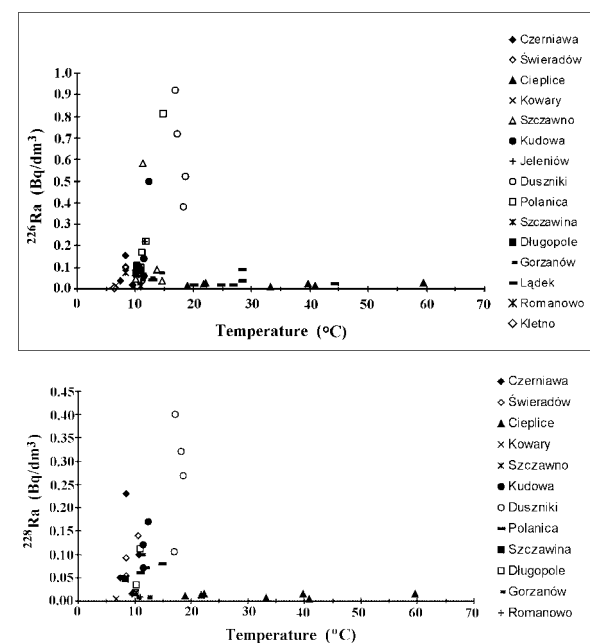 Czerniawa
Świeradów
Cieplice
Kowary
Szczawno
Kudowa
Jeleniów
Duszniki
Polanica
Szczawina
Długopole
Gorzanów
Lądek
Romanowo
Kletno
²²⁶Ra (Bq/dm³)
1.0
0.9
0.8
0.7
0.6
0.5
0.4
0.3
0.2
0.1
0.0
0 10 20 30 40 50 60 70
Temperature (°C)
Czerniawa
Świeradów
Cieplice
Kowary
Szczawno
Kudowa
Duszniki
Polanica
Szczawina
Długopole
Gorzanów
Romanowo
²²⁸Ra (Bq/dm³)
0.45
0.40
0.35
0.30
0.25
0.20
0.15
0.10
0.05
0.00
0 10 20 30 40 50 60 70
Temperature (°C)